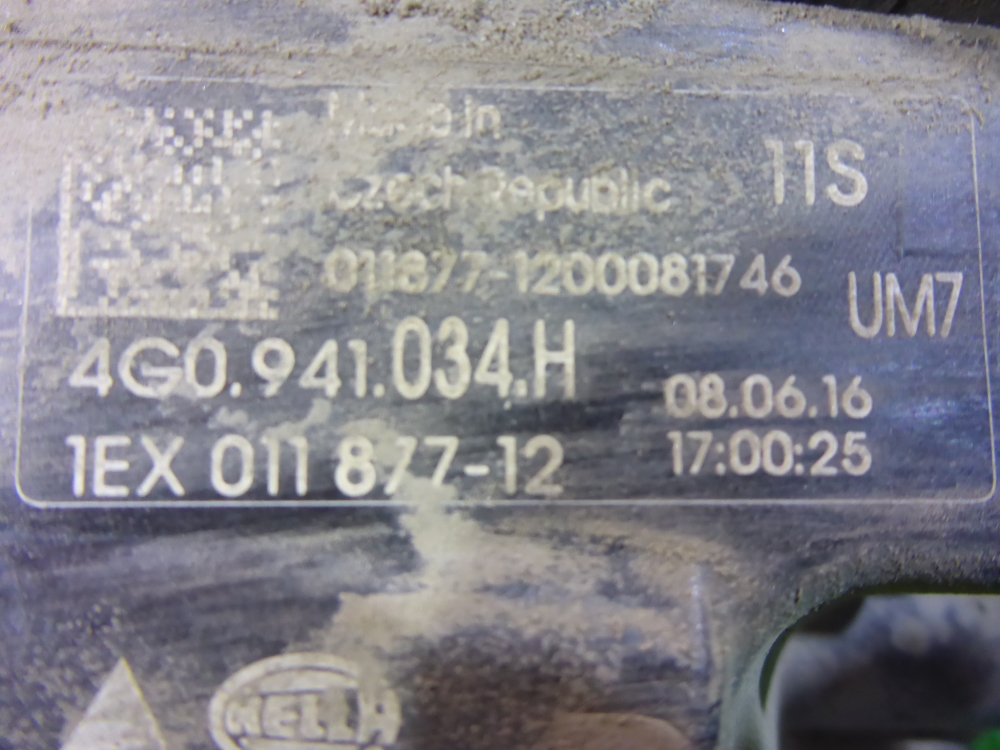 Made in
Czech Republic
11S
011877-1200081746
UM7
4G0.941.034.H
08.06.16
1EX 011 877-12
17:00:25
HELLA